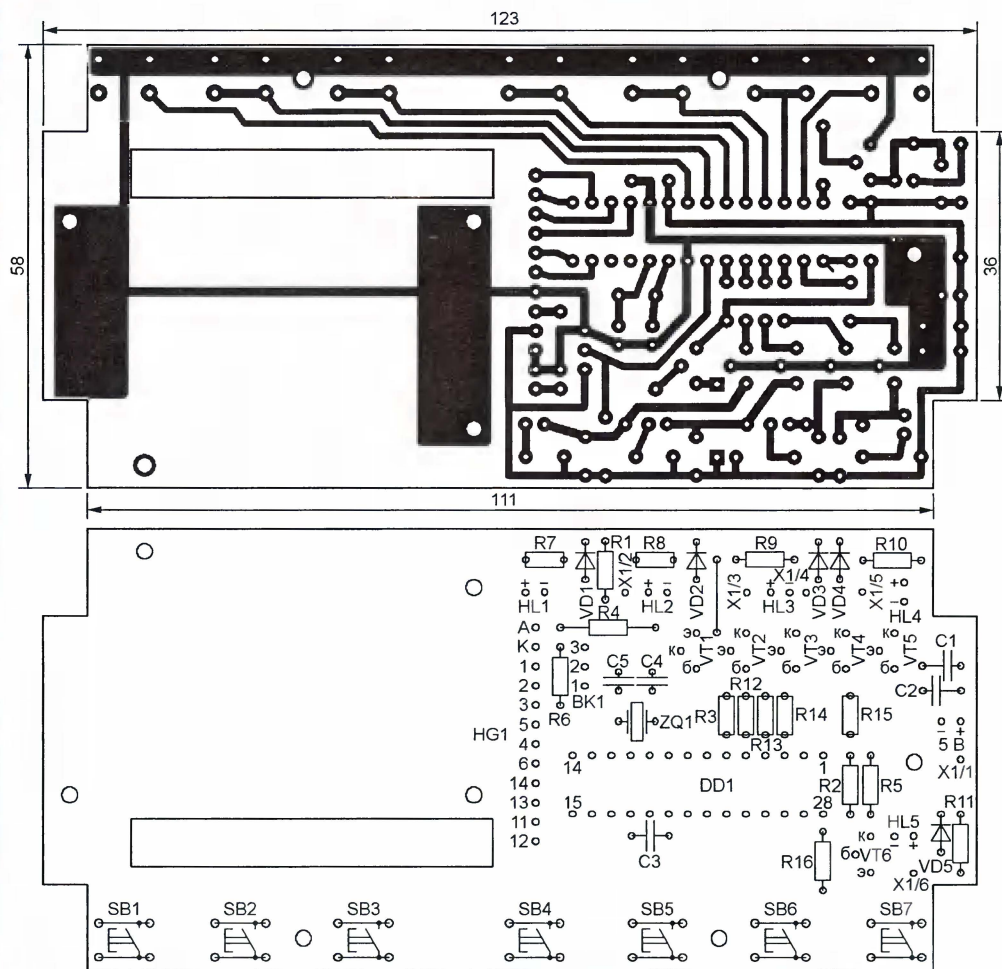 123
58
36
111
R7 R1 R8 R9 R10
X1/2 X1/3 X1/4 X1/5
HL1 VD1 HL2 VD2 HL3 VD3 VD4 HL4
+ − + − + − + −
R4
A
K
1
2
3
5
4
6
14
13
11
12
HG1
R6
3
2
1
BK1
C5 C4
ZQ1
э к б VT1
к э б VT2
к э б VT3
к э б VT4
к э б VT5
C1
C2
R3 R12 R13 R14 R15
− +
5 В
X1/1
14 1
DD1
15 28
R2 R5
C3
R16
к
б VT6
э
HL5
− +
VD5
R11
X1/6
SB1 SB2 SB3 SB4 SB5 SB6 SB7